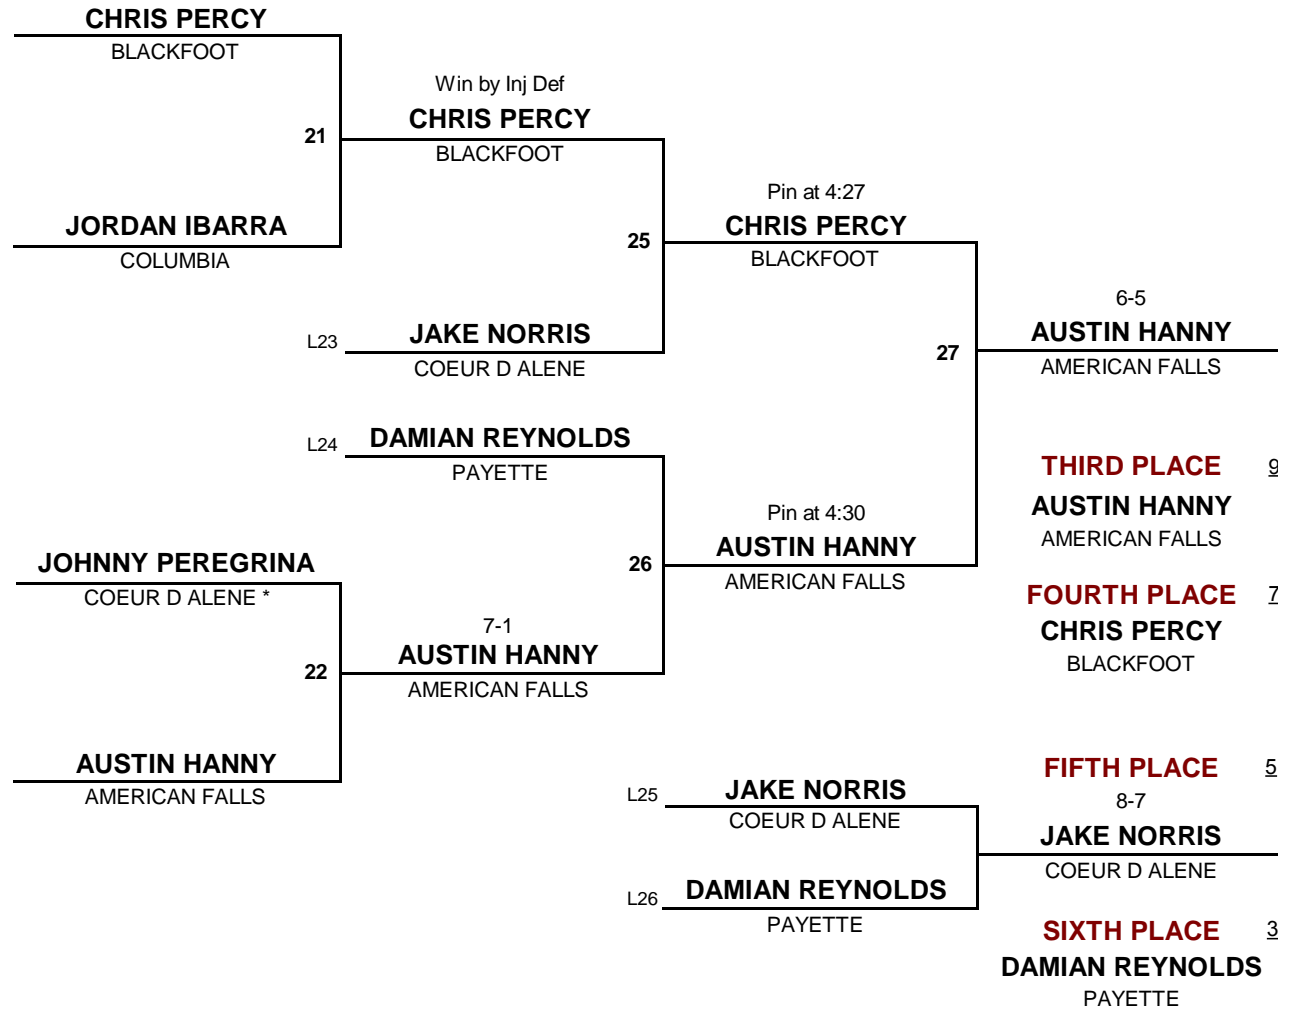 CHRIS PERCY
BLACKFOOT
Win by Inj Def
21
CHRIS PERCY
BLACKFOOT
JORDAN IBARRA
COLUMBIA
Pin at 4:27
25
CHRIS PERCY
BLACKFOOT
L23
JAKE NORRIS
COEUR D ALENE
6-5
27
AUSTIN HANNY
AMERICAN FALLS
L24
DAMIAN REYNOLDS
PAYETTE
THIRD PLACE 9
AUSTIN HANNY
AMERICAN FALLS
Pin at 4:30
26
AUSTIN HANNY
AMERICAN FALLS
JOHNNY PEREGRINA
COEUR D ALENE *
FOURTH PLACE 7
CHRIS PERCY
BLACKFOOT
7-1
22
AUSTIN HANNY
AMERICAN FALLS
AUSTIN HANNY
AMERICAN FALLS
FIFTH PLACE 5
L25
JAKE NORRIS
COEUR D ALENE
8-7
JAKE NORRIS
COEUR D ALENE
L26
DAMIAN REYNOLDS
PAYETTE
SIXTH PLACE 3
DAMIAN REYNOLDS
PAYETTE